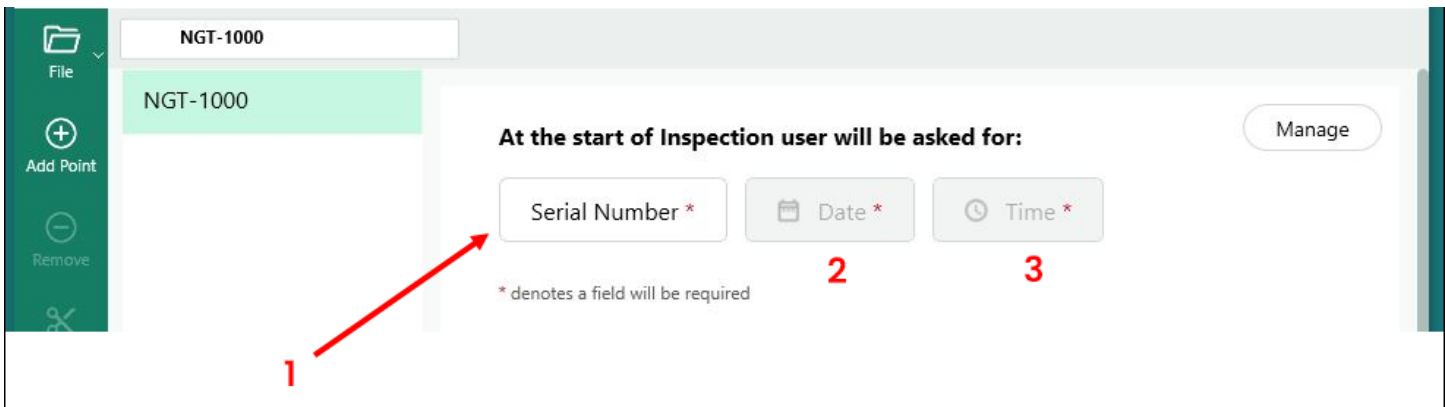 File
NGT-1000
Add Point
Remove
NGT-1000
At the start of Inspection user will be asked for:
Manage
Serial Number *
Date *
Time *
2
3
* denotes a field will be required
1